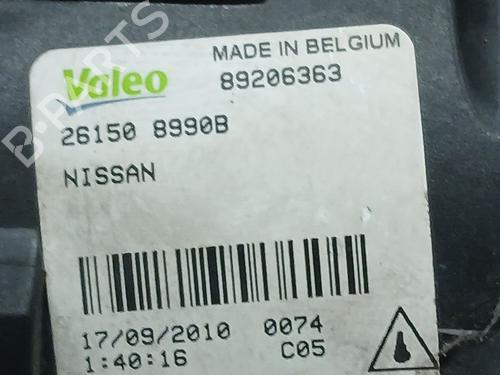 Valeo MADE IN BELGIUM
89206363
26150 8990B
NISSAN
17/09/2010 0074
1:40:16 C05
B-PARTS